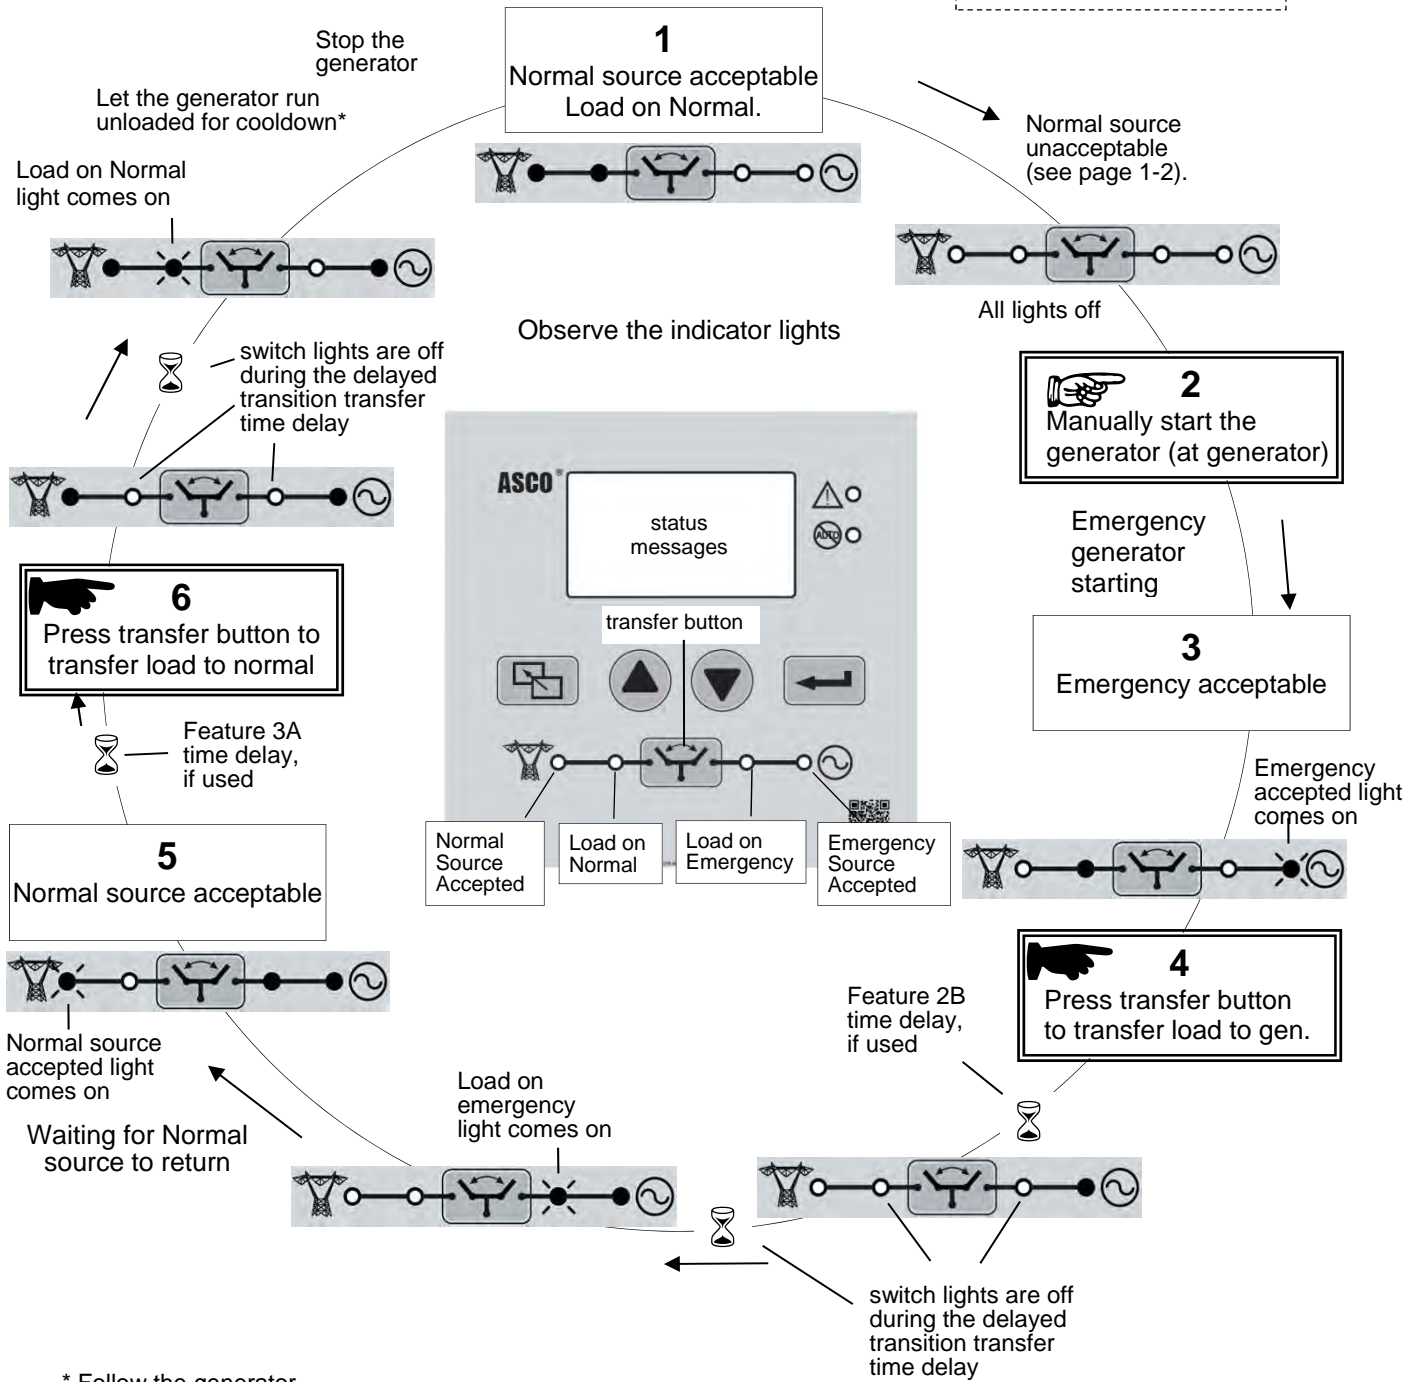 Stop the
generator
1
Normal source acceptable
Load on Normal.
Let the generator run
unloaded for cooldown*
Normal source
unacceptable
(see page 1-2).
Load on Normal
light comes on
All lights off
Observe the indicator lights
switch lights are off
during the delayed
transition transfer
time delay
2
Manually start the
generator (at generator)
ASCO®
status
messages
AUTO
Emergency
generator
starting
6
Press transfer button to
transfer load to normal
transfer button
3
Emergency acceptable
Feature 3A
time delay,
if used
Emergency
accepted light
comes on
5
Normal source acceptable
Normal
Source
Accepted
Load on
Normal
Load on
Emergency
Emergency
Source
Accepted
4
Press transfer button
to transfer load to gen.
Feature 2B
time delay,
if used
Normal source
accepted light
comes on
Waiting for Normal
source to return
Load on
emergency
light comes on
switch lights are off
during the delayed
transition transfer
time delay
* Follow the generator